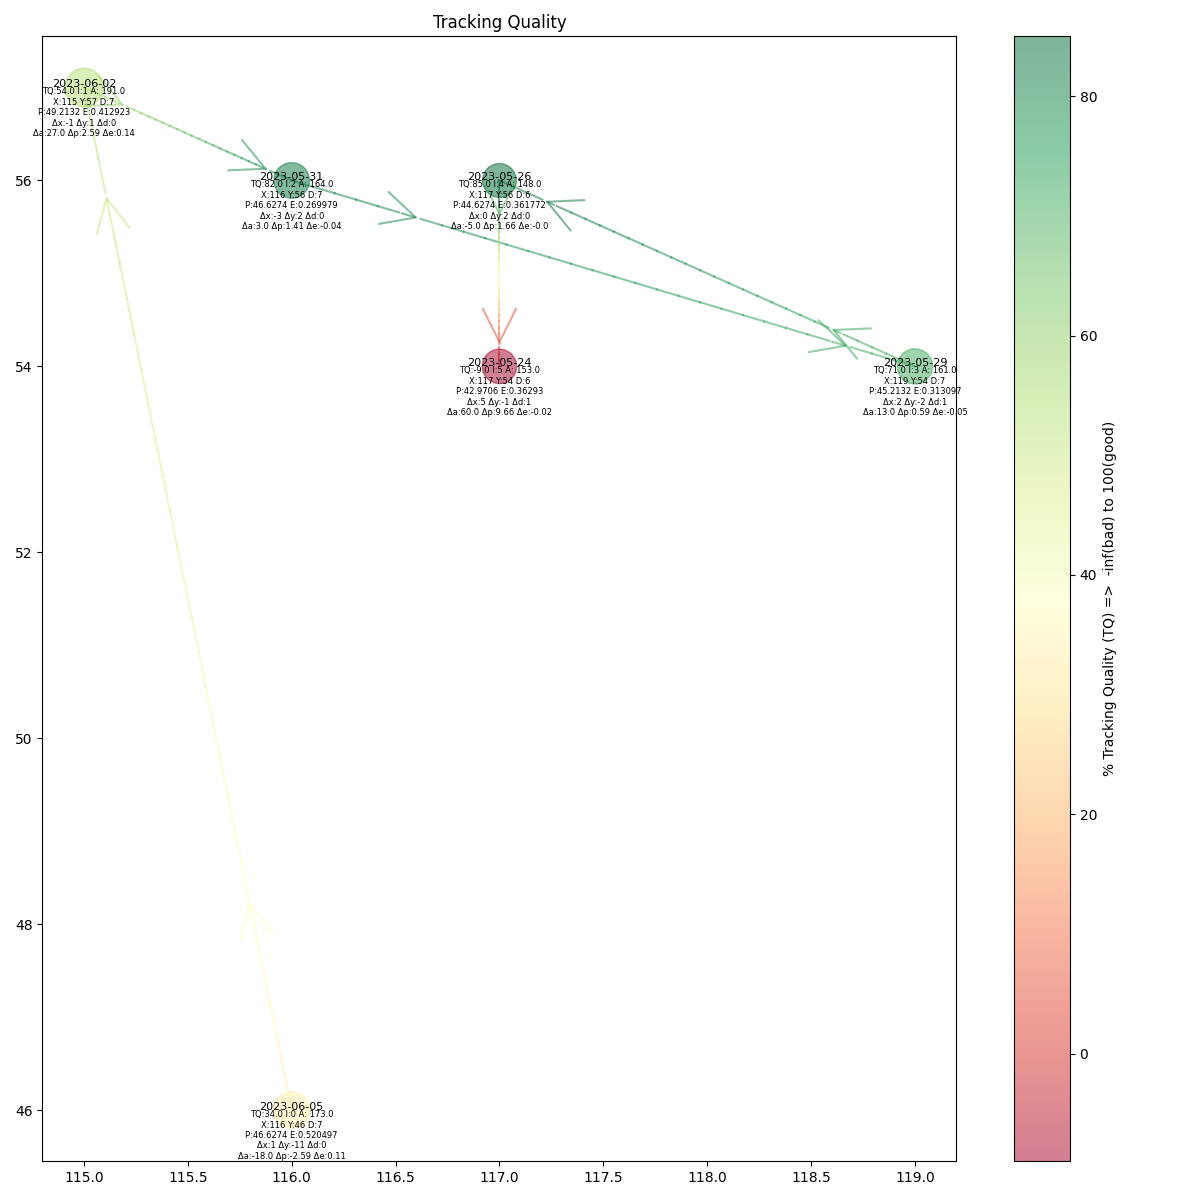 Tracking Quality
2023-06-02
TQ:54.0 I:1 A: 191.0
X:115 Y:57 D:7
P:49.2132 E:0.412923
Δx:-1 Δy:1 Δd:0
Δa:27.0 Δp:2.59 Δe:0.14
2023-05-31
TQ:82.0 I:2 A: 164.0
X:116 Y:56 D:7
P:46.6274 E:0.269979
Δx:-3 Δy:2 Δd:0
Δa:3.0 Δp:1.41 Δe:-0.04
2023-05-26
TQ:85.0 I:4 A: 148.0
X:117 Y:56 D:6
P:44.6274 E:0.361772
Δx:0 Δy:2 Δd:0
Δa:-5.0 Δp:1.66 Δe:-0.0
2023-05-24
TQ:-9.0 I:5 A: 153.0
X:117 Y:54 D:6
P:42.9706 E:0.36293
Δx:5 Δy:-1 Δd:1
Δa:60.0 Δp:9.66 Δe:-0.02
2023-05-29
TQ:71.0 I:3 A: 161.0
X:119 Y:54 D:7
P:45.2132 E:0.313097
Δx:2 Δy:-2 Δd:1
Δa:13.0 Δp:0.59 Δe:-0.05
2023-06-05
TQ:34.0 I:0 A: 173.0
X:116 Y:46 D:7
P:46.6274 E:0.520497
Δx:1 Δy:-11 Δd:0
Δa:-18.0 Δp:-2.59 Δe:0.11
56
54
52
50
48
46
115.0 115.5 116.0 116.5 117.0 117.5 118.0 118.5 119.0
80
60
40
20
0
% Tracking Quality (TQ) => -inf(bad) to 100(good)